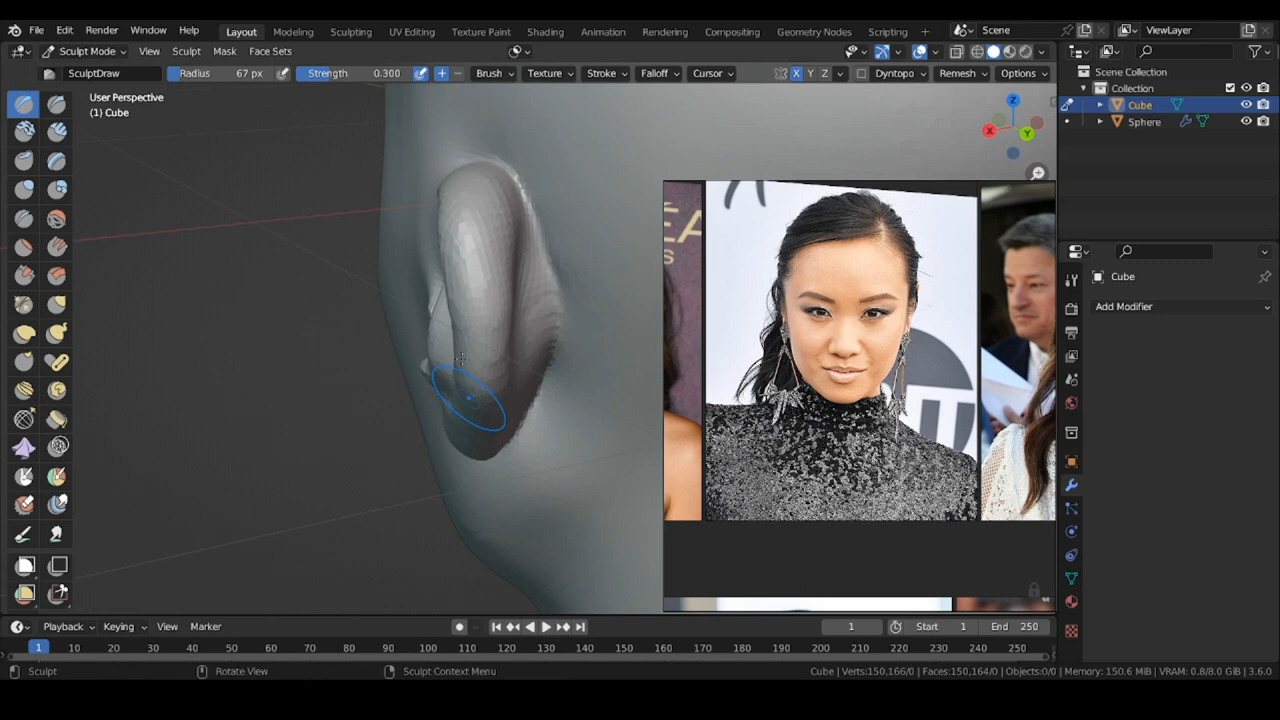 File Edit Render Window Help Layout Modeling Sculpting UV Editing Texture Paint Shading Animation Rendering Compositing Geometry Nodes Scripting + Scene ViewLayer
Sculpt Mode View Sculpt Mask Face Sets
SculptDraw Radius 67 px Strength 0.300 Brush Texture Stroke Falloff Cursor X Y Z Dyntopo Remesh Options
User Perspective
(1) Cube
Z
X
Y
Scene Collection
Collection
Cube
Sphere
Cube
Add Modifier
EA
S
Playback Keying View Marker 1 Start 1 End 250
1 10 20 30 40 50 60 70 80 90 100 110 120 130 140 150 160 170 180 190 200 210 220 230 240 250
Sculpt Rotate View Sculpt Context Menu Cube | Verts:150,166/0 | Faces:150,164/0 | Objects:0/0 | Memory: 150.6 MiB | VRAM: 0.8/8.0 GiB | 3.6.0